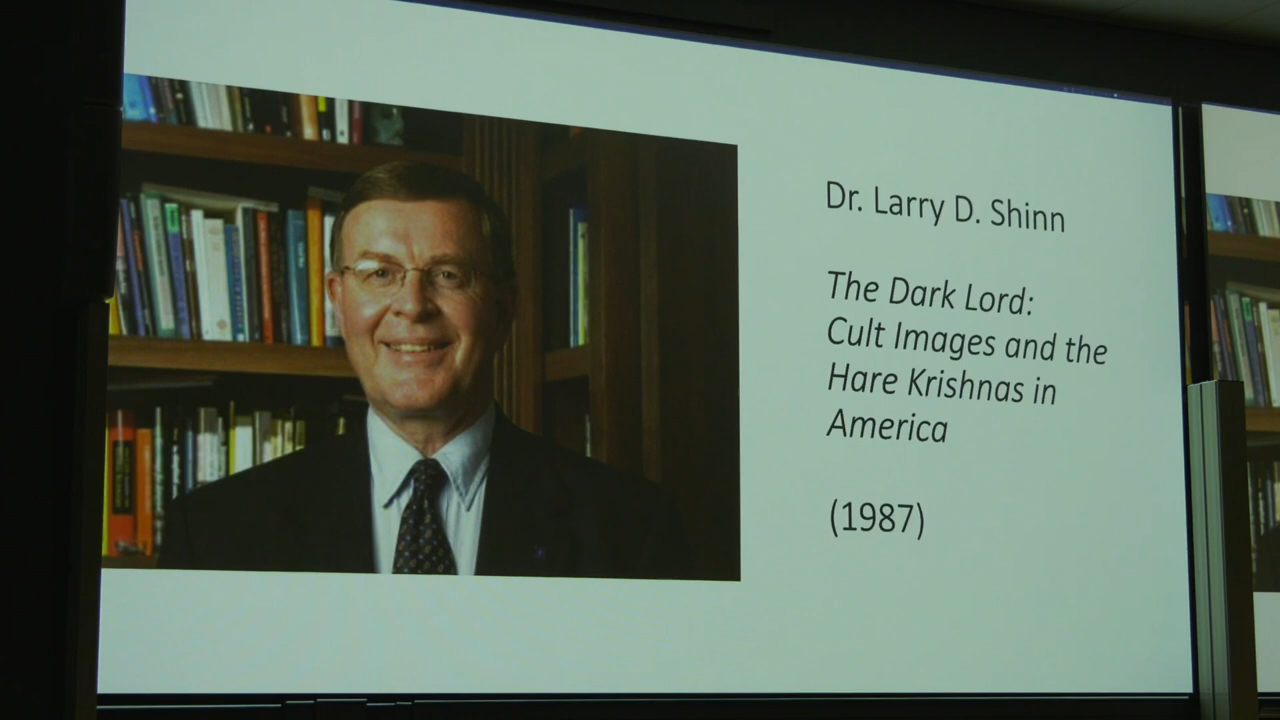 Dr. Larry D. Shinn
The Dark Lord:
Cult Images and the
Hare Krishnas in
America
(1987)